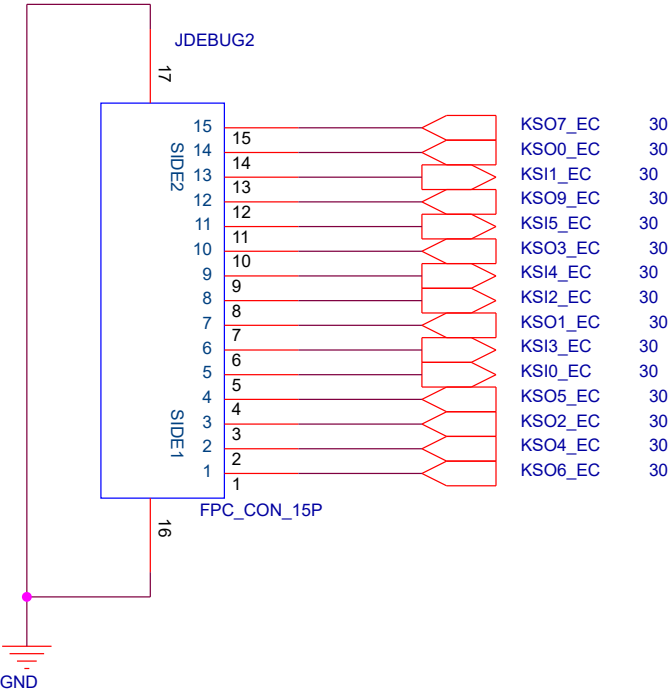 JDEBUG2
17
15 15 KSO7_EC 30
14 14 KSO0_EC 30
SIDE2
13 13 KSI1_EC 30
12 12 KSO9_EC 30
11 11 KSI5_EC 30
10 10 KSO3_EC 30
9 9 KSI4_EC 30
8 8 KSI2_EC 30
7 7 KSO1_EC 30
6 6 KSI3_EC 30
5 5 KSI0_EC 30
4 4 KSO5_EC 30
SIDE1
3 3 KSO2_EC 30
2 2 KSO4_EC 30
1 1 KSO6_EC 30
FPC_CON_15P
16
GND